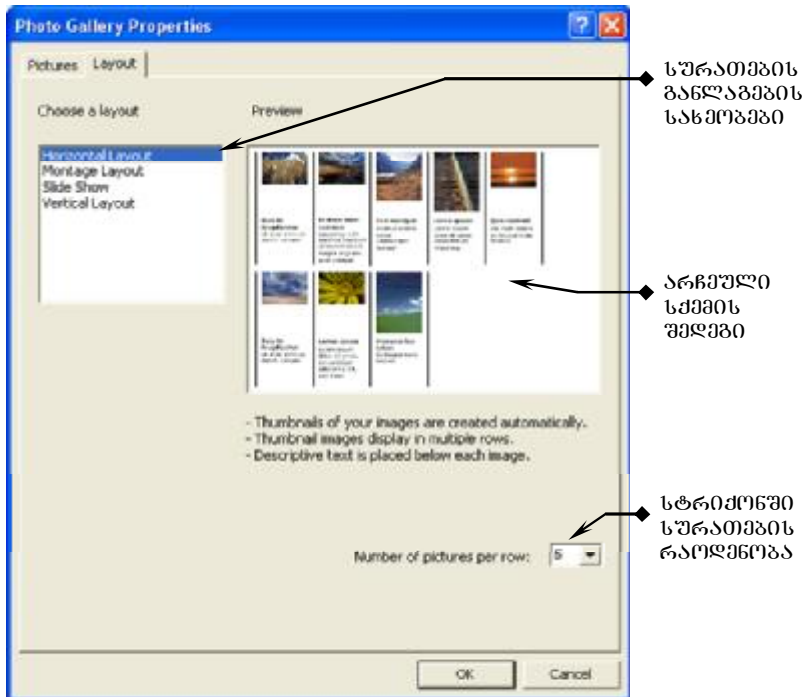 Photo Gallery Properties
Pictures
Layout
Choose a layout
Preview
Horizontal Layout
Montage Layout
Slide Show
Vertical Layout
- Thumbnails of your images are created automatically.
- Thumbnail images display in multiple rows.
- Descriptive text is placed below each image.
Number of pictures per row: 5
OK
Cancel
სურათების
განლაგების
სახეობები
არჩეული
სქემის
შედეგი
სტრიქონში
სურათების
რაოდენობა